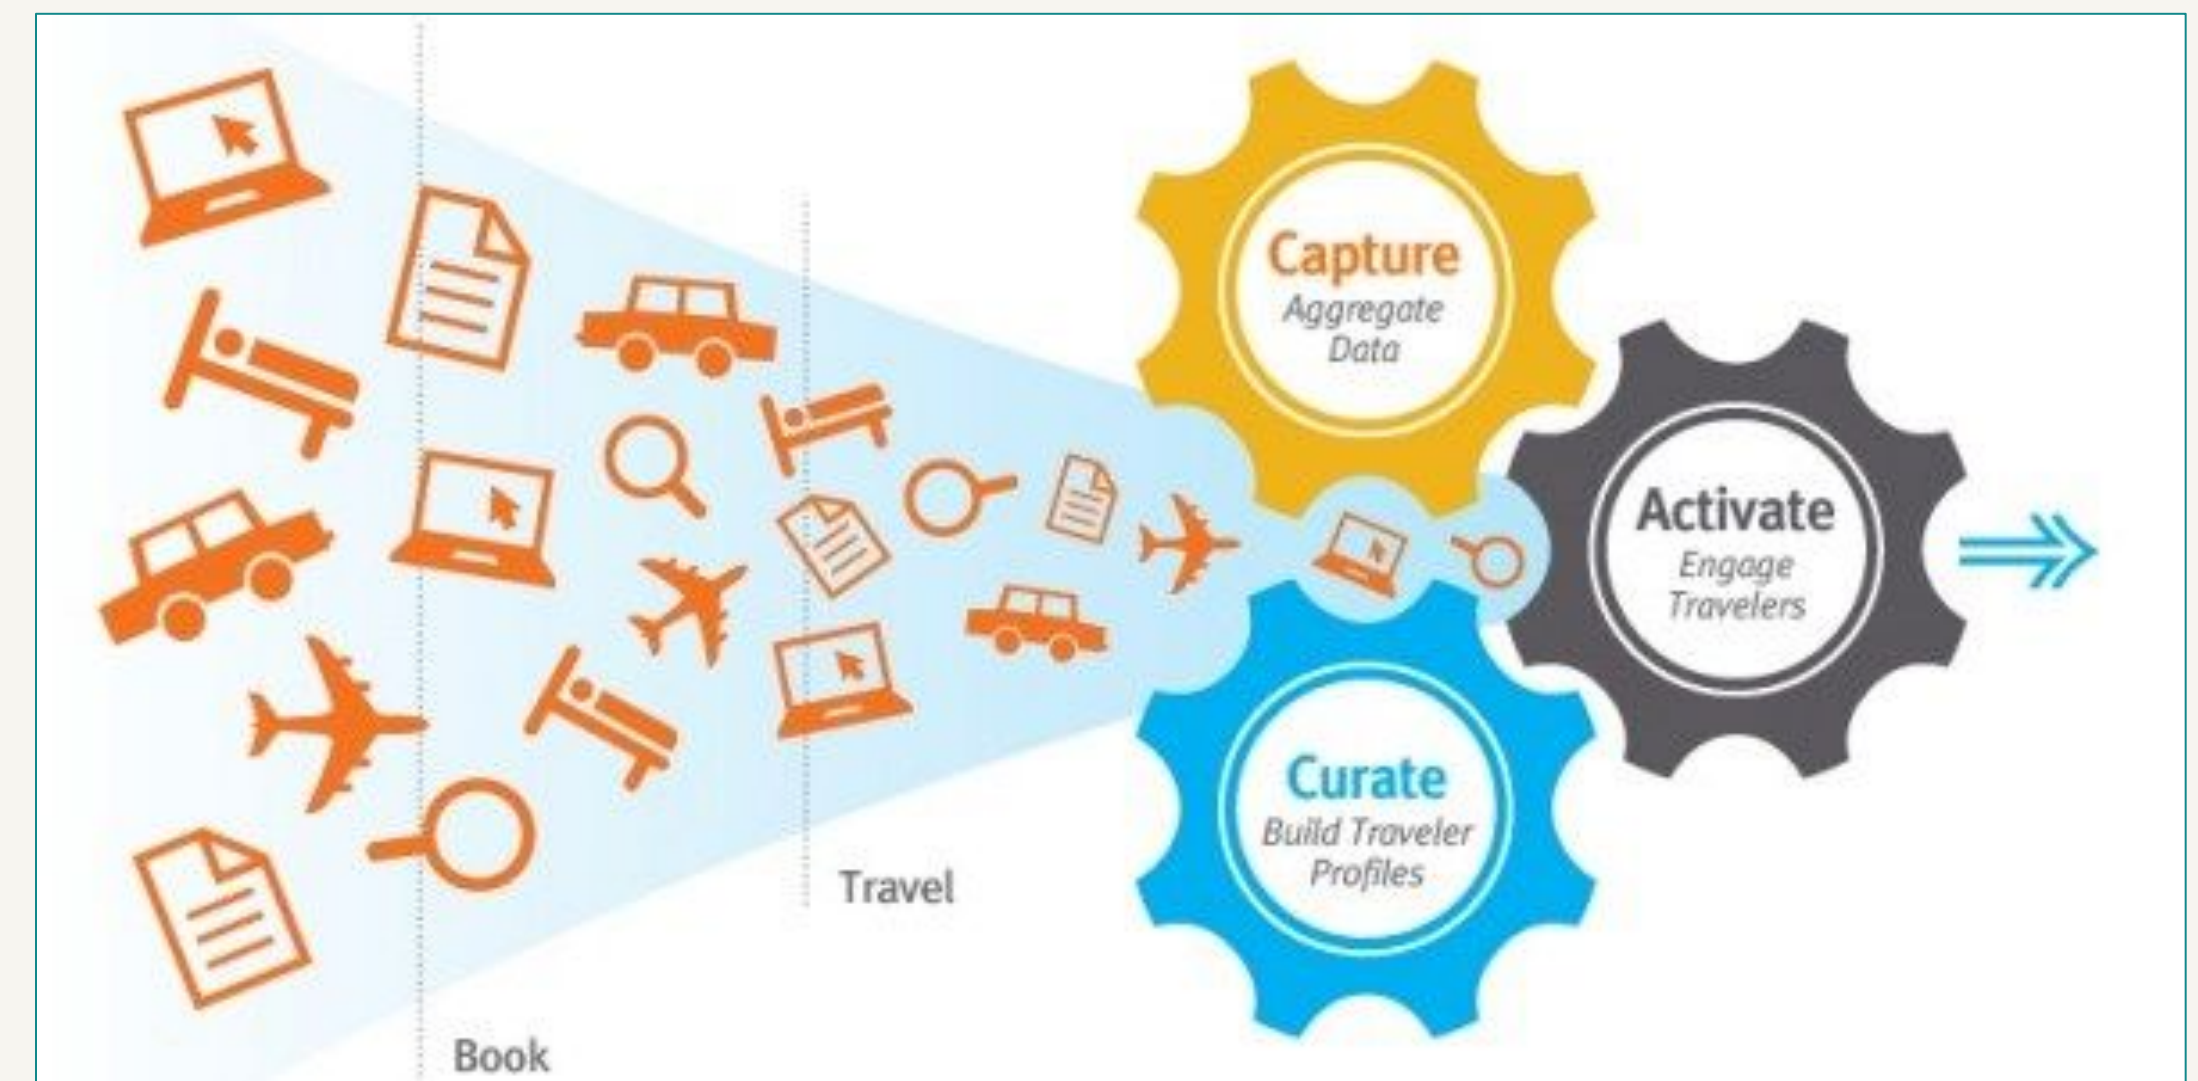 Capture
Aggregate
Data
Activate
Engage
Travelers
Curate
Build Traveler
Profiles
Travel
Book